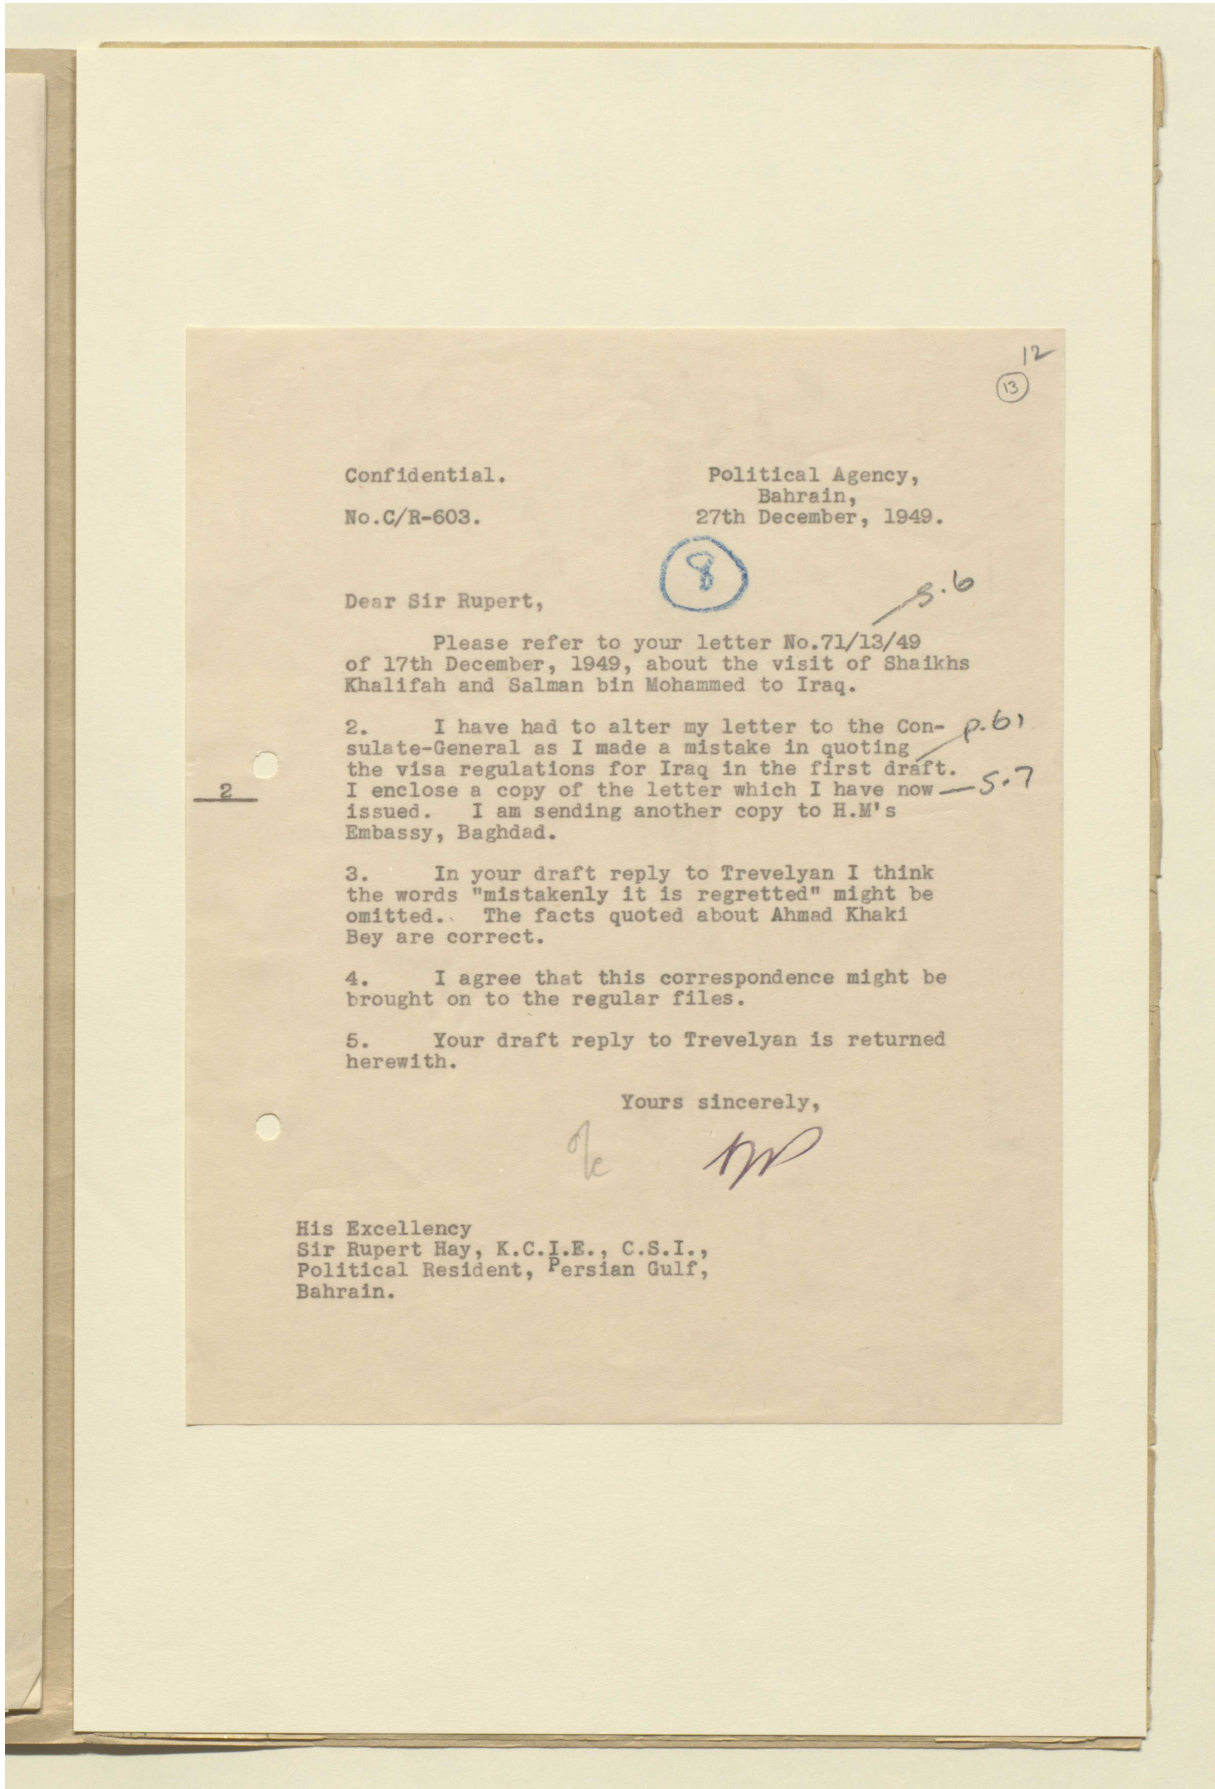 12
13
Confidential.
Political Agency,
Bahrain,
No.C/R-603.
27th December, 1949.
8
Dear Sir Rupert,
S.6
Please refer to your letter No.71/13/49
of 17th December, 1949, about the visit of Shaikhs
Khalifah and Salman bin Mohammed to Iraq.
2. I have had to alter my letter to the Con-
p.61
sulate-General as I made a mistake in quoting
the visa regulations for Iraq in the first draft.
2
I enclose a copy of the letter which I have now
S.7
issued. I am sending another copy to H.M's
Embassy, Baghdad.
3. In your draft reply to Trevelyan I think
the words "mistakenly it is regretted" might be
omitted. The facts quoted about Ahmad Khaki
Bey are correct.
4. I agree that this correspondence might be
brought on to the regular files.
5. Your draft reply to Trevelyan is returned
herewith.
Yours sincerely,
His Excellency
Sir Rupert Hay, K.C.I.E., C.S.I.,
Political Resident, Persian Gulf,
Bahrain.